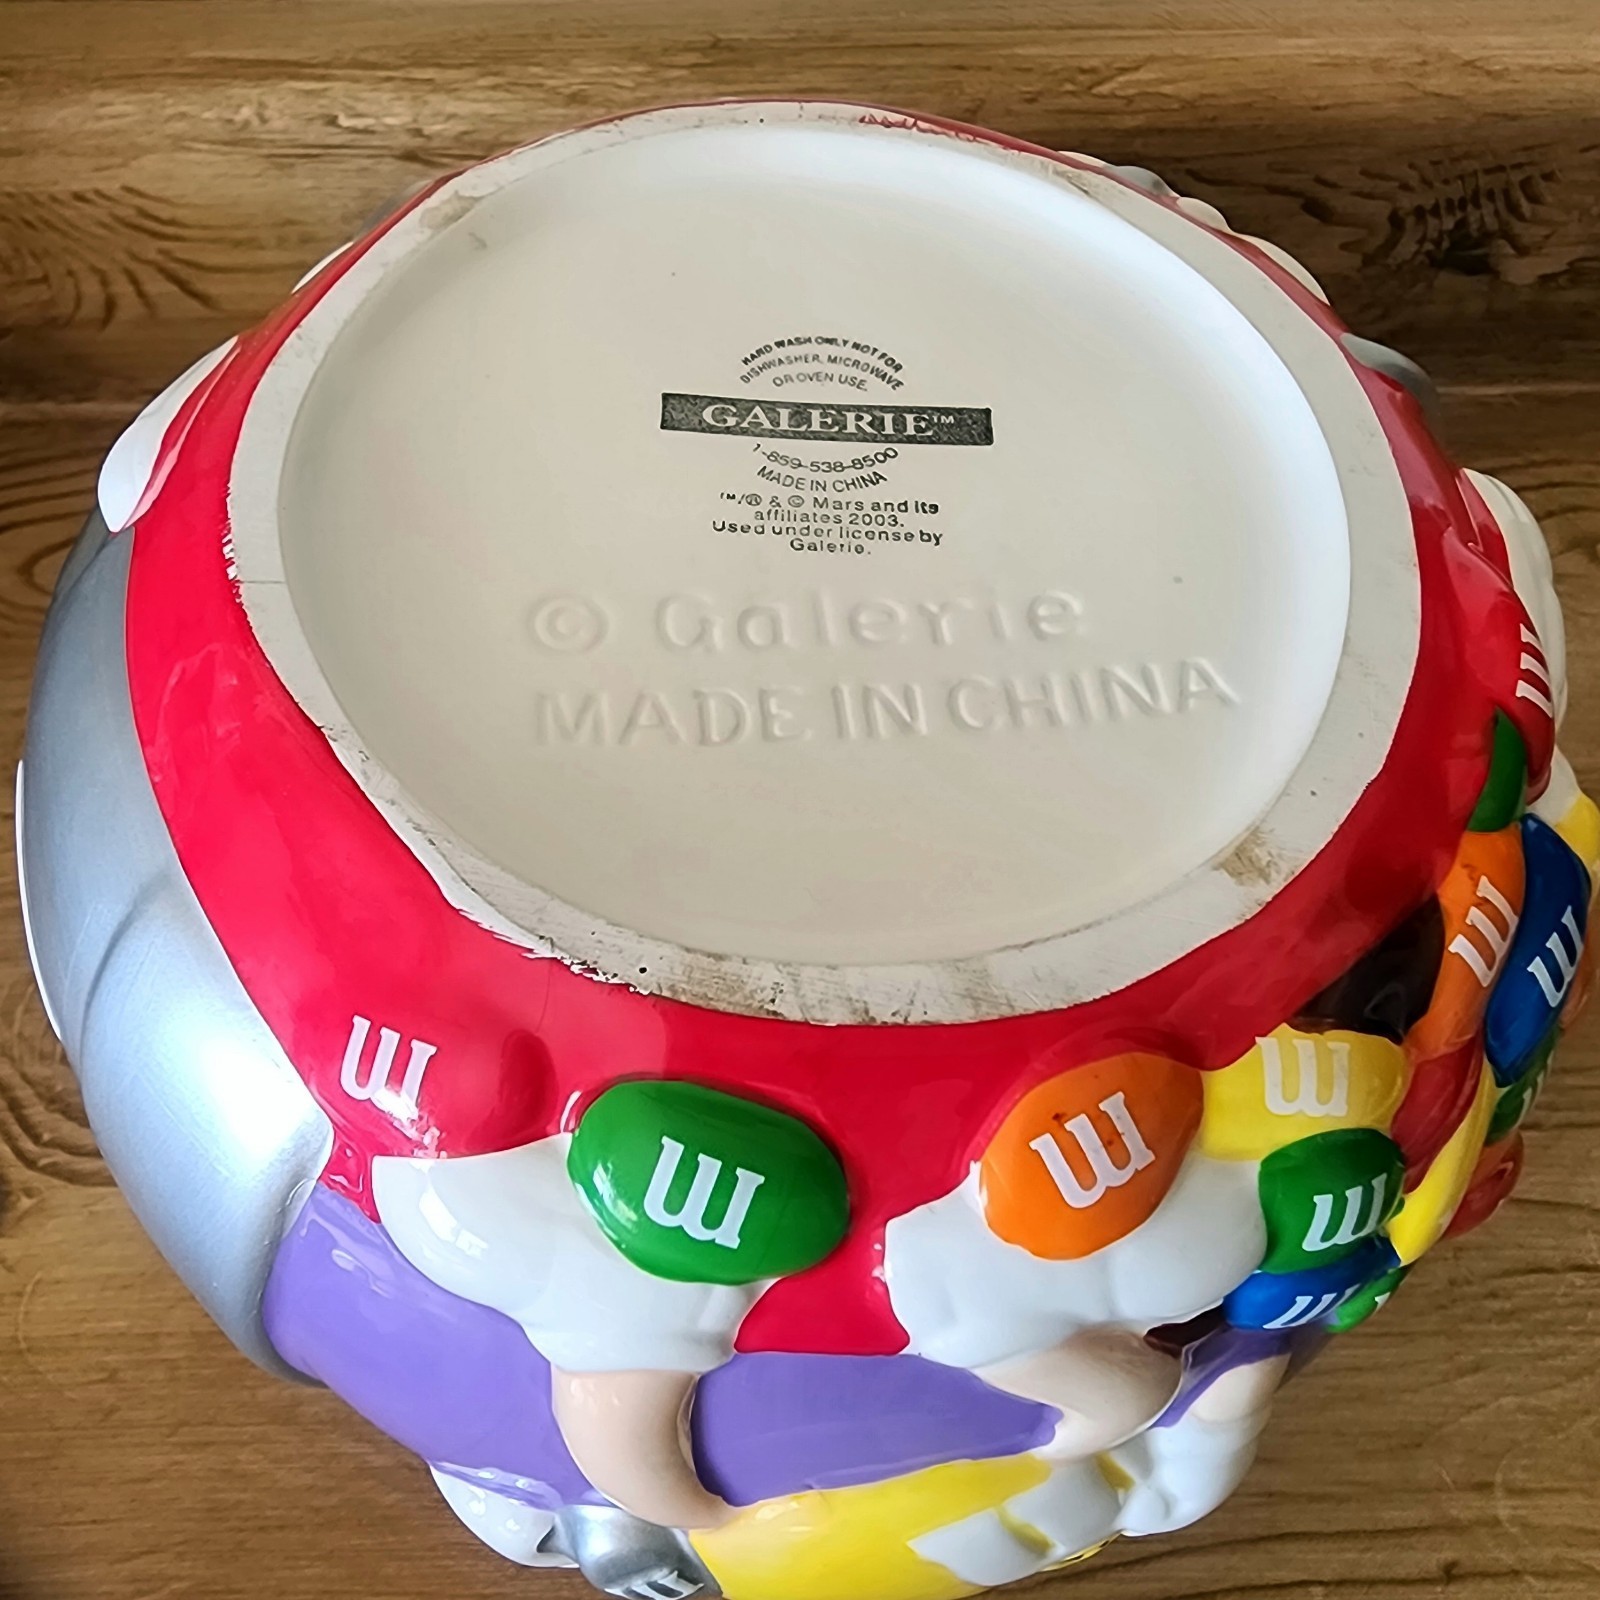 HAND WASH ONLY NOT FOR
DISHWASHER, MICROWAVE
OR OVEN USE.
GALERIE™
1-859-538-8500
MADE IN CHINA
™/® & © Mars and its
affiliates 2003.
Used under license by
Galerie.
© Galerie
MADE IN CHINA
m
m
m
m
m
m
m
m
m
m